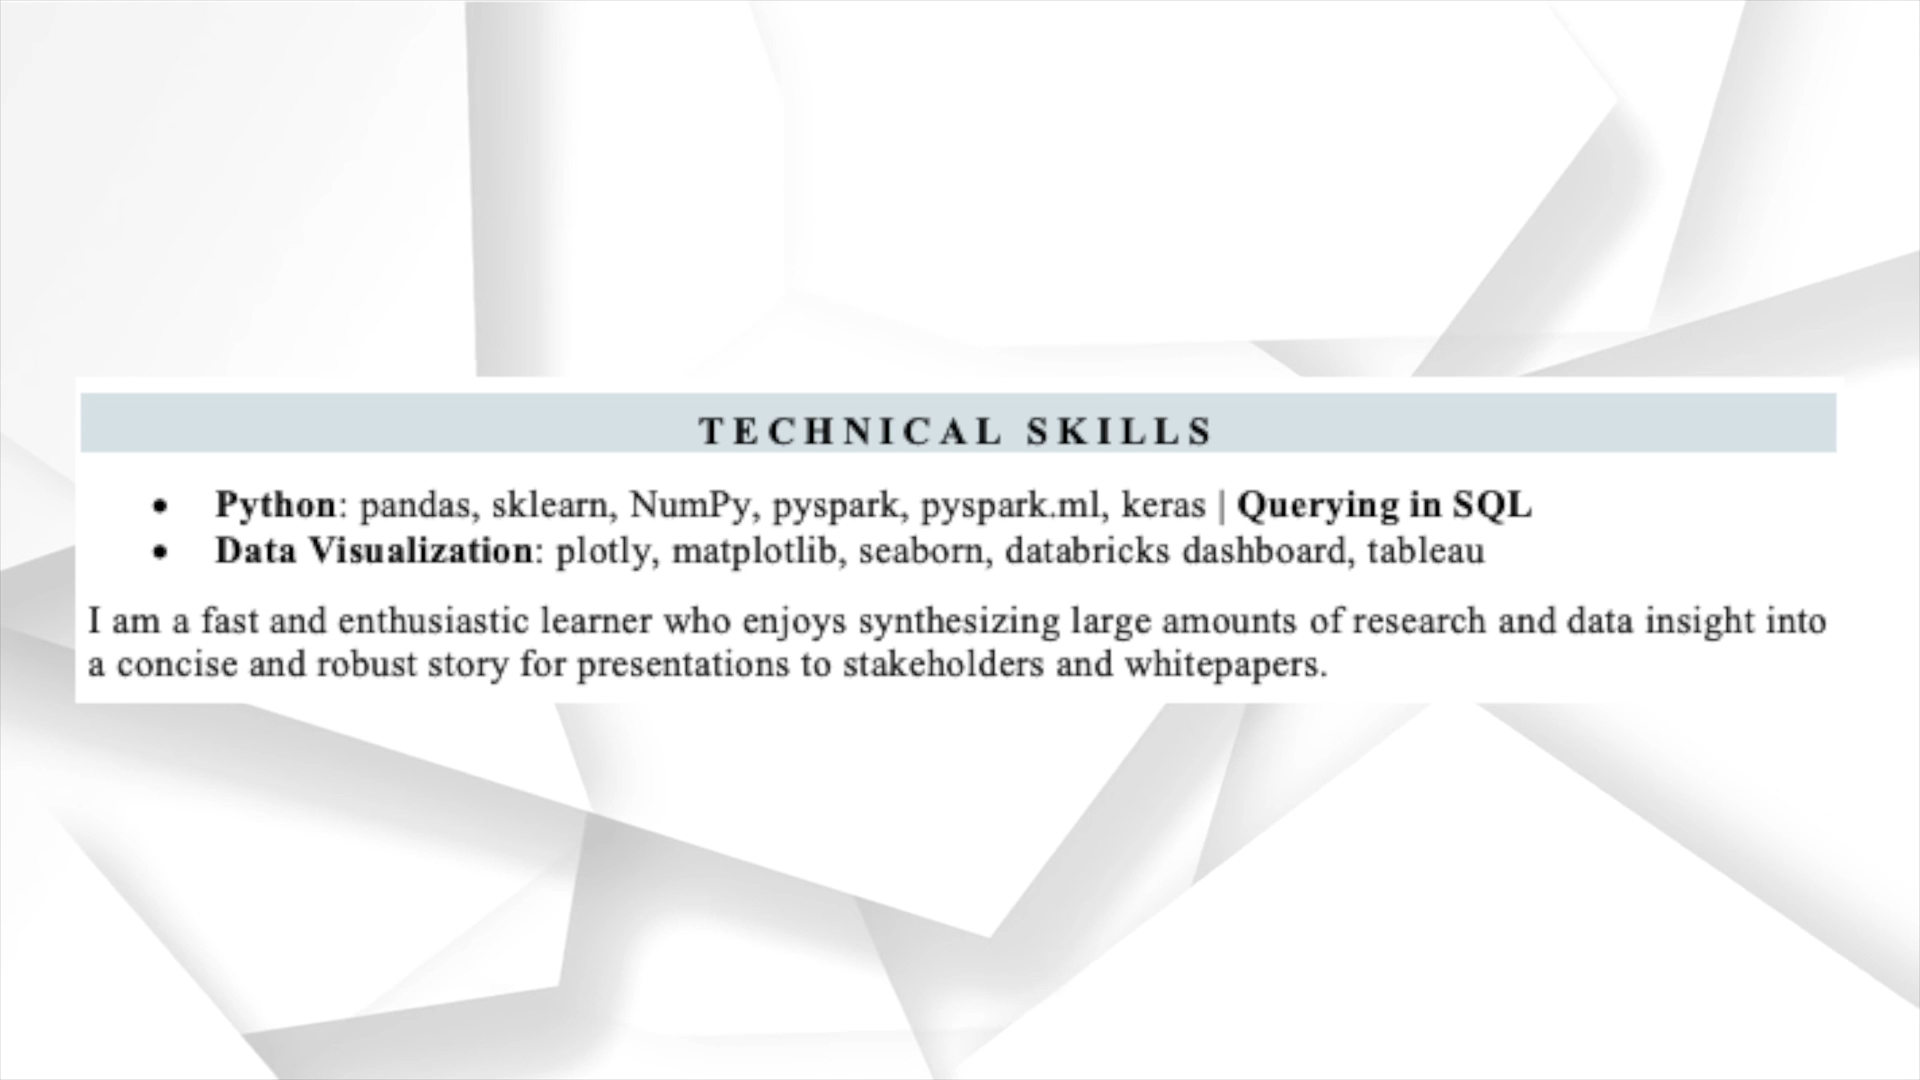 TECHNICAL SKILLS
• Python: pandas, sklearn, NumPy, pyspark, pyspark.ml, keras | Querying in SQL
• Data Visualization: plotly, matplotlib, seaborn, databricks dashboard, tableau
I am a fast and enthusiastic learner who enjoys synthesizing large amounts of research and data insight into
a concise and robust story for presentations to stakeholders and whitepapers.